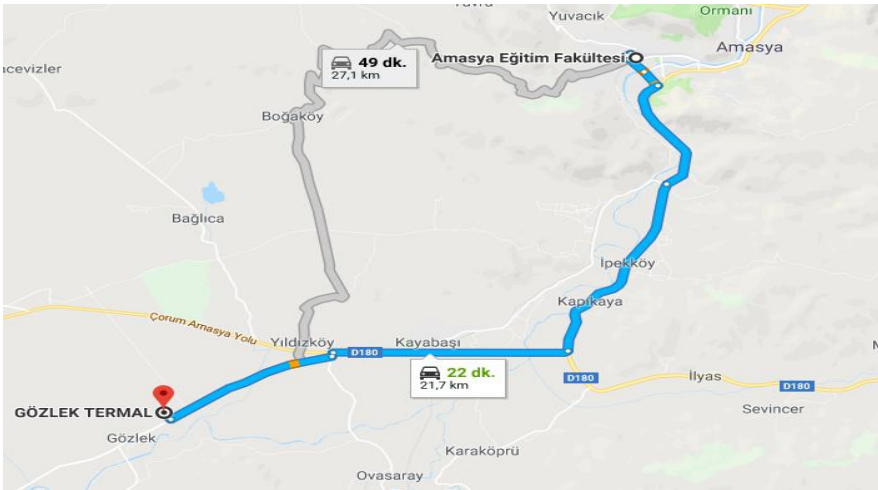 Yuvacık
Ormanı
Amasya
Amasya Eğitim Fakültesi
49 dk.
27,1 km
Boğaköy
Bağlıca
İpekköy
Kapıkaya
Çorum Amasya Yolu
Yıldızköy
D180
Kayabaşı
22 dk.
21,7 km
D180
İlyas
D180
Sevincer
GÖZLEK TERMAL
Gözlek
Karaköprü
Ovasaray